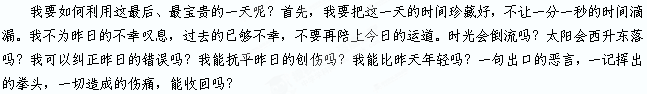 我要如何利用这最后、最宝贵的一天呢？首先，我要把这一天的时间珍藏好，不让一分一秒的时间滴
漏。我不为昨日的不幸叹息，过去的已够不幸，不要再陪上今日的运道。时光会倒流吗？太阳会西升东落
吗？我可以纠正昨日的错误吗？我能抚平昨日的创伤吗？我能比昨天年轻吗？一句出口的恶言，一记挥出
的拳头，一切造成的伤痛，能收回吗？